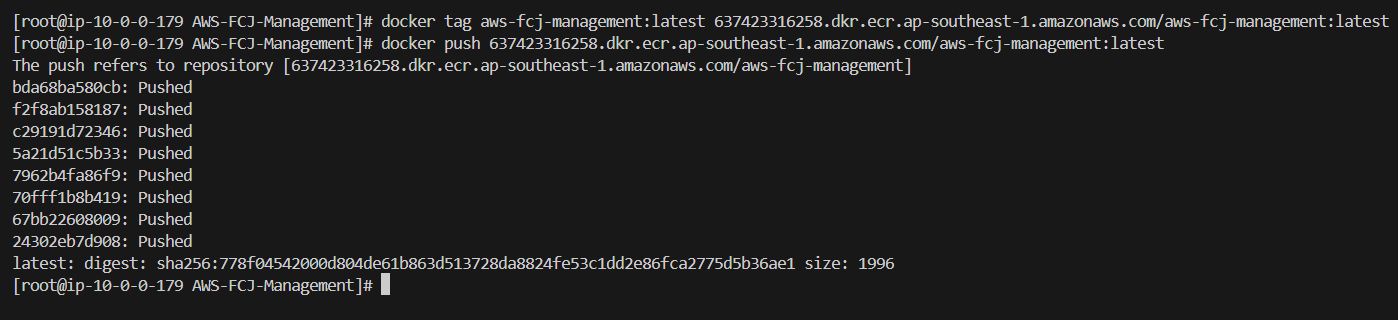 [root@ip-10-0-0-179 AWS-FCJ-Management]# docker tag aws-fcj-management:latest 637423316258.dkr.ecr.ap-southeast-1.amazonaws.com/aws-fcj-management:latest
[root@ip-10-0-0-179 AWS-FCJ-Management]# docker push 637423316258.dkr.ecr.ap-southeast-1.amazonaws.com/aws-fcj-management:latest
The push refers to repository [637423316258.dkr.ecr.ap-southeast-1.amazonaws.com/aws-fcj-management]
bda68ba580cb: Pushed
f2f8ab158187: Pushed
c29191d72346: Pushed
5a21d51c5b33: Pushed
7962b4fa86f9: Pushed
70fff1b8b419: Pushed
67bb22608009: Pushed
24302eb7d908: Pushed
latest: digest: sha256:778f04542000d804de61b863d513728da8824fe53c1dd2e86fca2775d5b36ae1 size: 1996
[root@ip-10-0-0-179 AWS-FCJ-Management]#